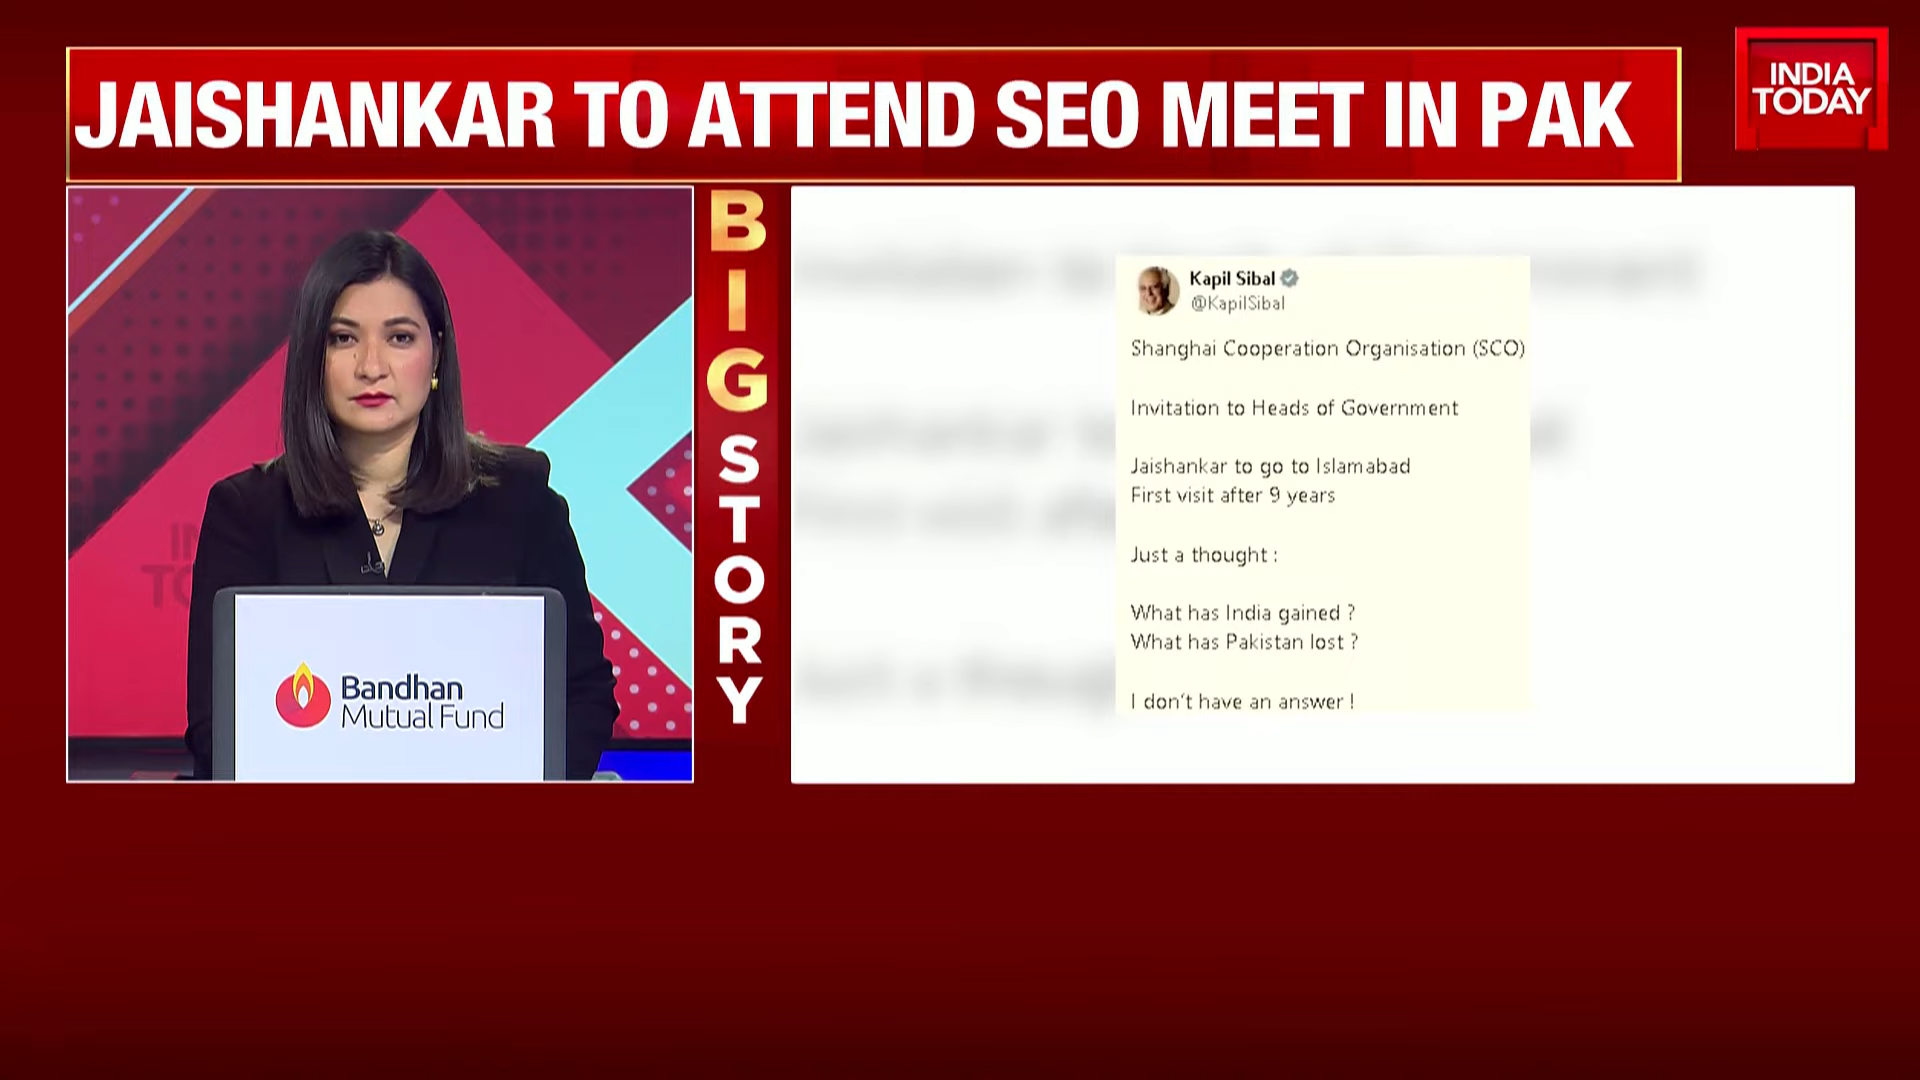 JAISHANKAR TO ATTEND SEO MEET IN PAK
INDIA
TODAY
BIG STORY
Kapil Sibal
@KapilSibal
Shanghai Cooperation Organisation (SCO)
Invitation to Heads of Government
Jaishankar to go to Islamabad
First visit after 9 years
Just a thought :
What has India gained ?
What has Pakistan lost ?
I don't have an answer !
Bandhan
Mutual Fund